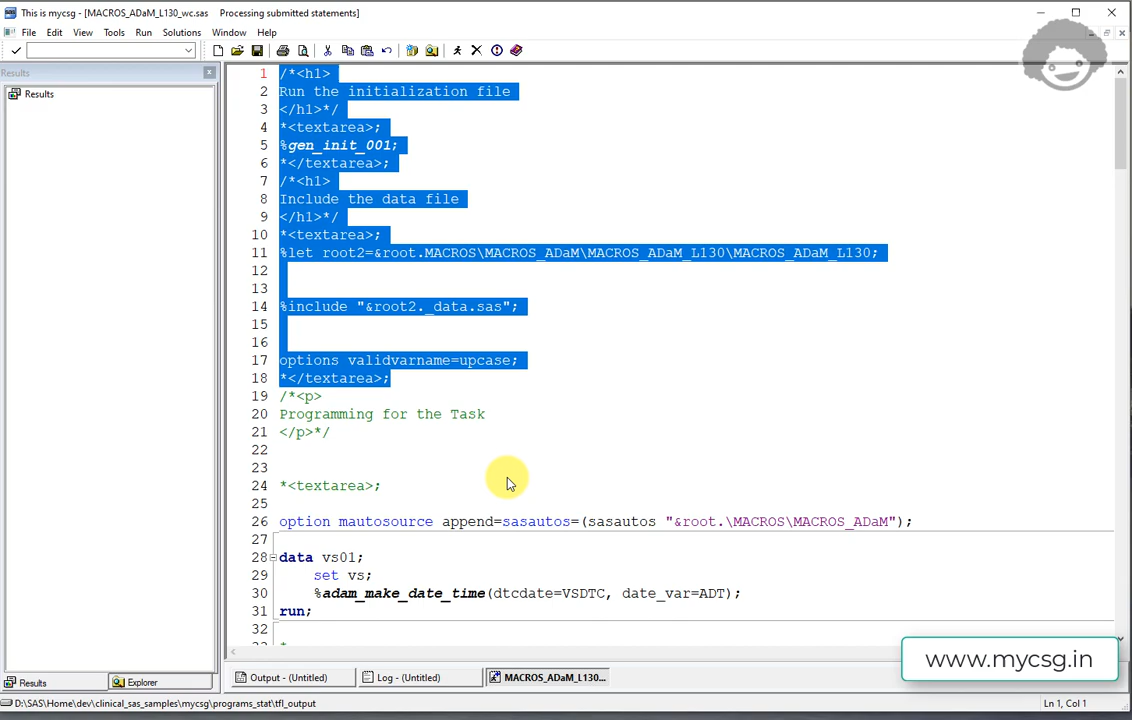 This is mycsg - [MACROS_ADaM_L130_wc.sas    Processing submitted statements]
File Edit View Tools Run Solutions Window Help
Results
Results
1 /*<h1>
2 Run the initialization file
3 </h1>*/
4 *<textarea>;
5 %gen_init_001;
6 *</textarea>;
7 /*<h1>
8 Include the data file
9 </h1>*/
10 *<textarea>;
11 %let root2=&root.MACROS\MACROS_ADaM\MACROS_ADaM_L130\MACROS_ADaM_L130;
12
13
14 %include "&root2._data.sas";
15
16
17 options validvarname=upcase;
18 *</textarea>;
19 /*<p>
20 Programming for the Task
21 </p>*/
22
23
24 *<textarea>;
25
26 option mautosource append=sasautos=(sasautos "&root.\MACROS\MACROS_ADaM");
27
28 data vs01;
29 set vs;
30 %adam_make_date_time(dtcdate=VSDTC, date_var=ADT);
31 run;
32
www.mycsg.in
Results Explorer
Output - (Untitled) Log - (Untitled) MACROS_ADaM_L130...
D:\SAS\Home\dev\clinical_sas_samples\mycsg\programs_stat\tfl_output Ln 1, Col 1